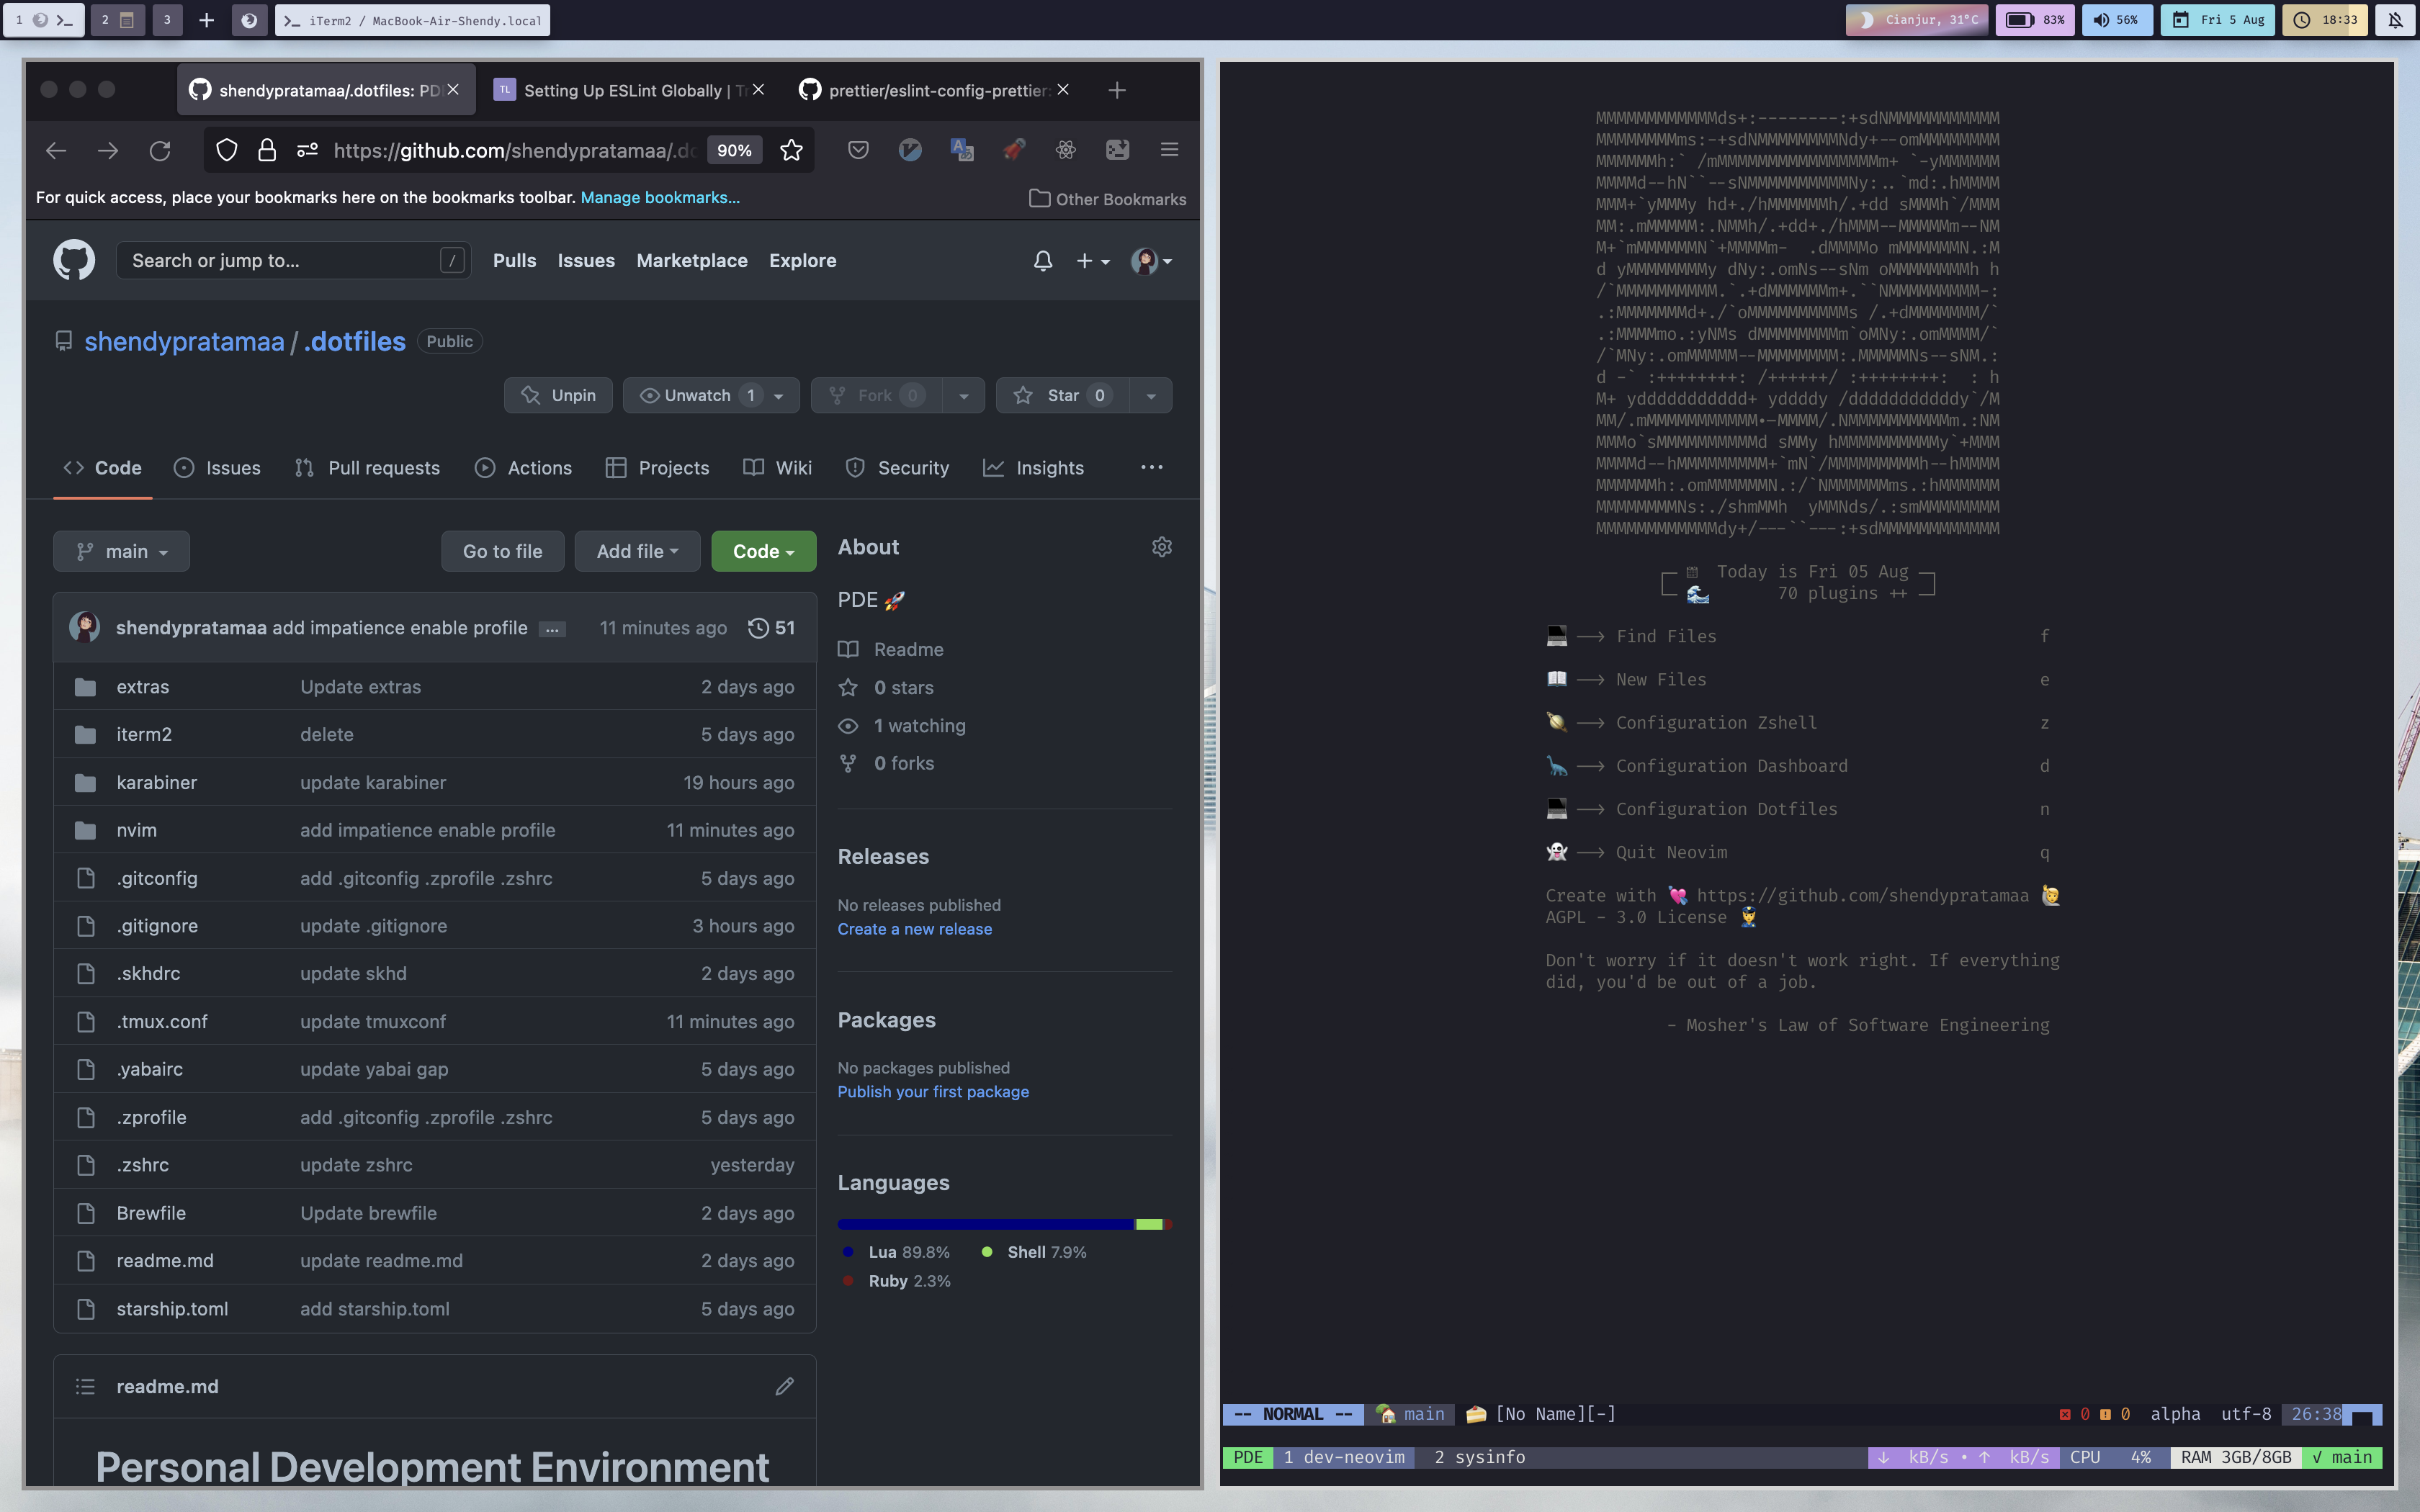 1
2
3
iTerm2 / MacBook-Air-Shendy.local
Cianjur, 31°C
83%
56%
Fri 5 Aug
18:33
shendypratamaa/.dotfiles: PD
TL
Setting Up ESLint Globally | Tr
prettier/eslint-config-prettier:
https://github.com/shendypratamaa/.do
90%
For quick access, place your bookmarks here on the bookmarks toolbar. Manage bookmarks...
Other Bookmarks
Search or jump to...
/
Pulls
Issues
Marketplace
Explore
shendypratamaa / .dotfiles
Public
Unpin
Unwatch 1
Fork 0
Star 0
Code
Issues
Pull requests
Actions
Projects
Wiki
Security
Insights
main
Go to file
Add file
Code
shendypratamaa add impatience enable profile ... 11 minutes ago 51
extras Update extras 2 days ago
iterm2 delete 5 days ago
karabiner update karabiner 19 hours ago
nvim add impatience enable profile 11 minutes ago
.gitconfig add .gitconfig .zprofile .zshrc 5 days ago
.gitignore update .gitignore 3 hours ago
.skhdrc update skhd 2 days ago
.tmux.conf update tmuxconf 11 minutes ago
.yabairc update yabai gap 5 days ago
.zprofile add .gitconfig .zprofile .zshrc 5 days ago
.zshrc update zshrc yesterday
Brewfile Update brewfile 2 days ago
readme.md update readme.md 2 days ago
starship.toml add starship.toml 5 days ago
readme.md
Personal Development Environment
About
PDE 🚀
Readme
0 stars
1 watching
0 forks
Releases
No releases published
Create a new release
Packages
No packages published
Publish your first package
Languages
Lua 89.8%
Shell 7.9%
Ruby 2.3%
Today is Fri 05 Aug
70 plugins ++
Find Files f
New Files e
Configuration Zshell z
Configuration Dashboard d
Configuration Dotfiles n
Quit Neovim q
Create with 💘 https://github.com/shendypratamaa 🙋
AGPL - 3.0 License 👮
Don't worry if it doesn't work right. If everything
did, you'd be out of a job.
- Mosher's Law of Software Engineering
-- NORMAL -- main [No Name][-] 0 0 alpha utf-8 26:38
PDE 1 dev-neovim 2 sysinfo ↓ kB/s • ↑ kB/s CPU 4% RAM 3GB/8GB √ main